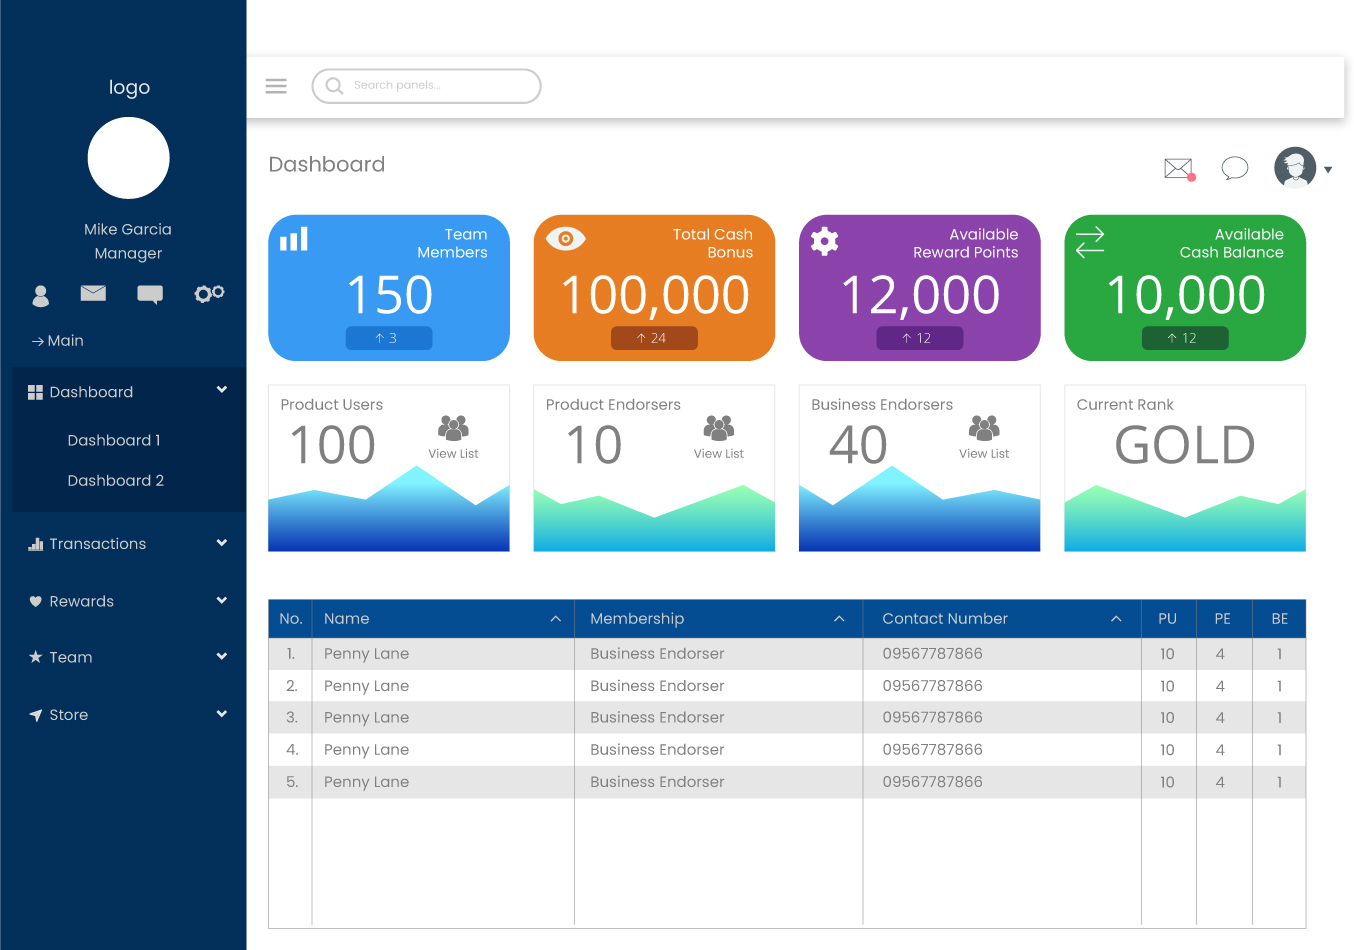 logo
Mike Garcia
Manager
Main
Dashboard
Dashboard 1
Dashboard 2
Transactions
Rewards
Team
Store
Search panels...
Dashboard
Team
Members
150
↑ 3
Total Cash
Bonus
100,000
↑ 24
Available
Reward Points
12,000
↑ 12
Available
Cash Balance
10,000
↑ 12
Product Users
100
View List
Product Endorsers
10
View List
Business Endorsers
40
View List
Current Rank
GOLD
No. Name Membership Contact Number PU PE BE
1. Penny Lane Business Endorser 09567787866 10 4 1
2. Penny Lane Business Endorser 09567787866 10 4 1
3. Penny Lane Business Endorser 09567787866 10 4 1
4. Penny Lane Business Endorser 09567787866 10 4 1
5. Penny Lane Business Endorser 09567787866 10 4 1